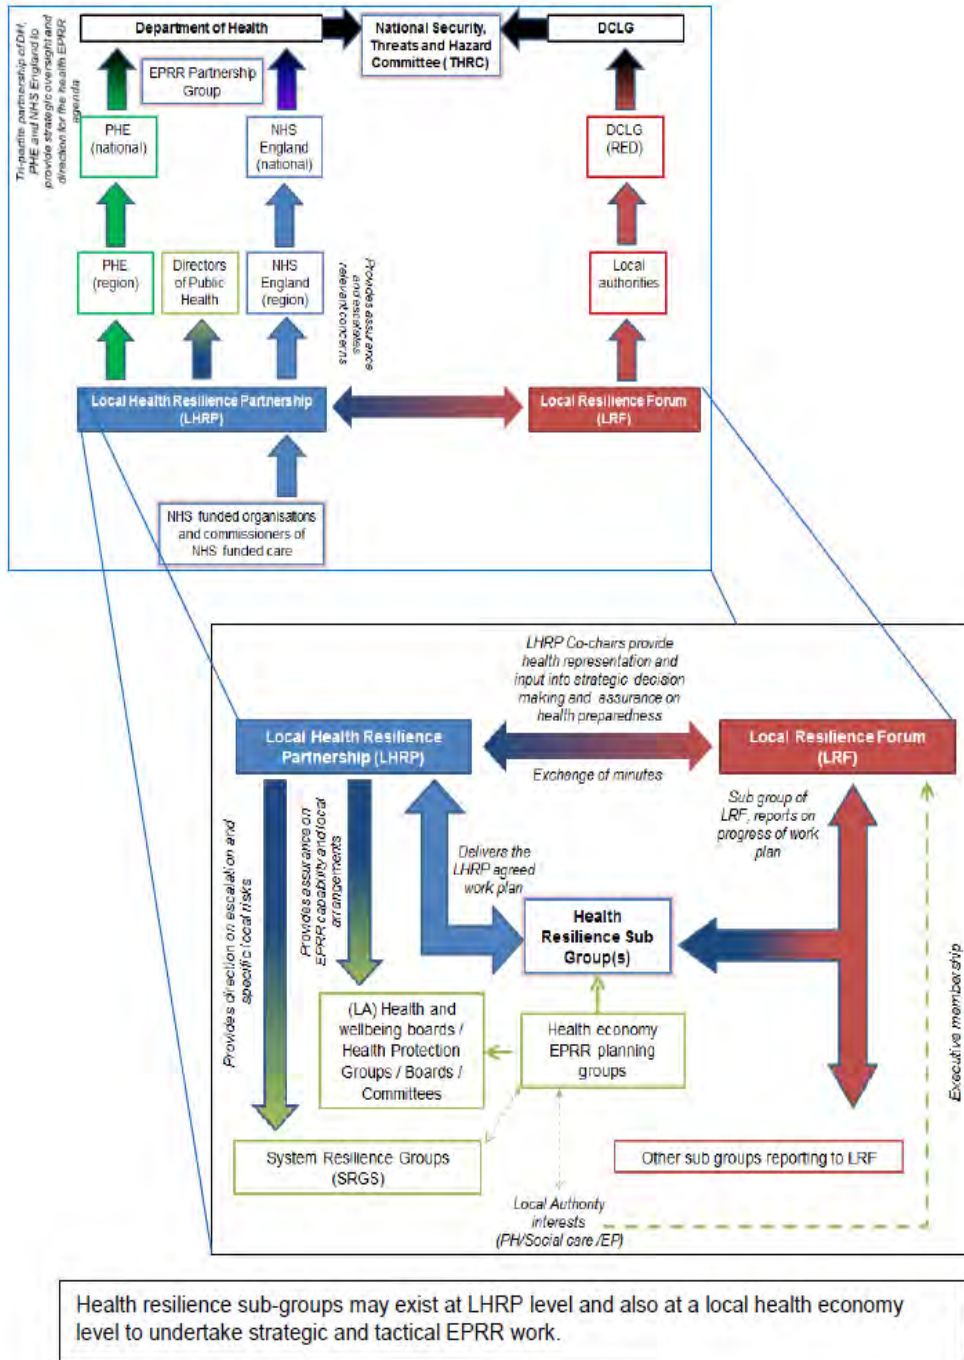 Department of Health
National Security,
Threats and Hazard
Committee ( THRC)
DCLG
Tri-partite partnership of DH,
PHE and NHS England to
provide strategic oversight and
direction for the health EPRR
agenda
EPRR Partnership
Group
PHE
(national)
NHS
England
(national)
DCLG
(RED)
PHE
(region)
Directors
of Public
Health
NHS
England
(region)
Provides assurance
and escalates
relevant concerns
Local
authorities
Local Health Resilience Partnership
(LHRP)
Local Resilience Forum
(LRF)
NHS funded organisations
and commissioners of
NHS funded care
LHRP Co-chairs provide
health representation and
input into strategic decision
making and assurance on
health preparedness
Local Health Resilience
Partnership (LHRP)
Local Resilience Forum
(LRF)
Exchange of minutes
Sub group of
LRF, reports on
progress of work
plan
Provides direction on escalation and
specific local risks
Provides assurance on
EPRR capability and local
arrangements
Delivers the
LHRP agreed
work plan
Health
Resilience Sub
Group(s)
(LA) Health and
wellbeing boards /
Health Protection
Groups / Boards /
Committees
Health economy
EPRR planning
groups
Executive membership
System Resilience Groups
(SRGS)
Other sub groups reporting to LRF
Local Authority
interests
(PH/Social care /EP)
Health resilience sub-groups may exist at LHRP level and also at a local health economy
level to undertake strategic and tactical EPRR work.